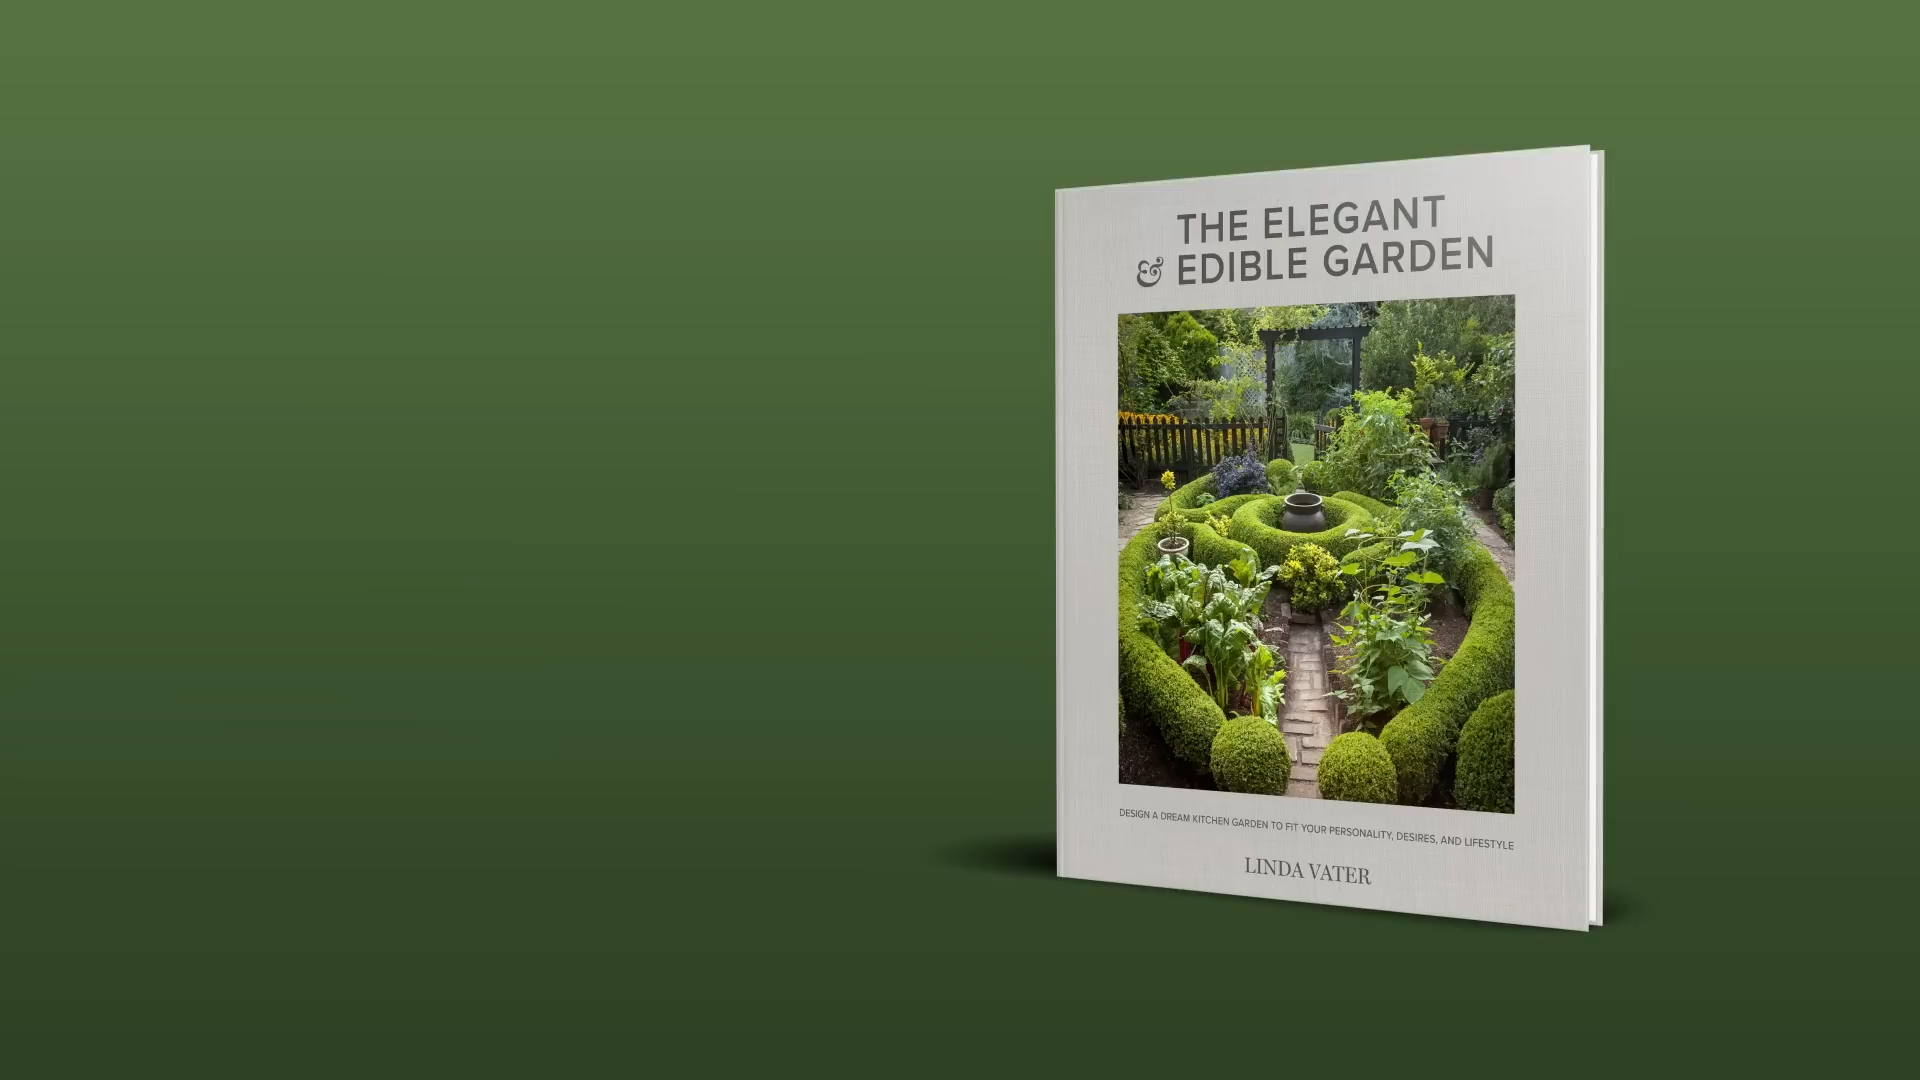 THE ELEGANT
& EDIBLE GARDEN
DESIGN A DREAM KITCHEN GARDEN TO FIT YOUR PERSONALITY, DESIRES, AND LIFESTYLE
LINDA VATER